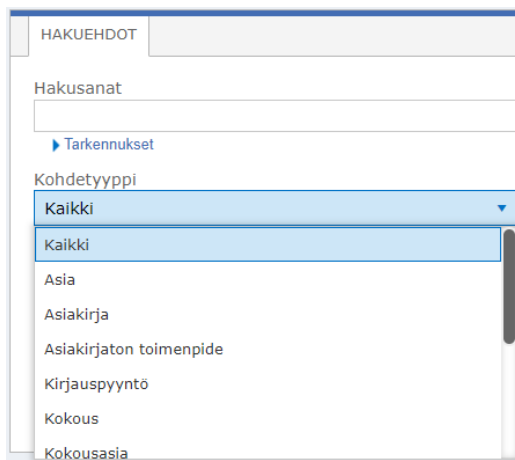 HAKUEHDOT
Hakusanat
Tarkennukset
Kohdetyyppi
Kaikki
Kaikki
Asia
Asiakirja
Asiakirjaton toimenpide
Kirjauspyyntö
Kokous
Kokousasia